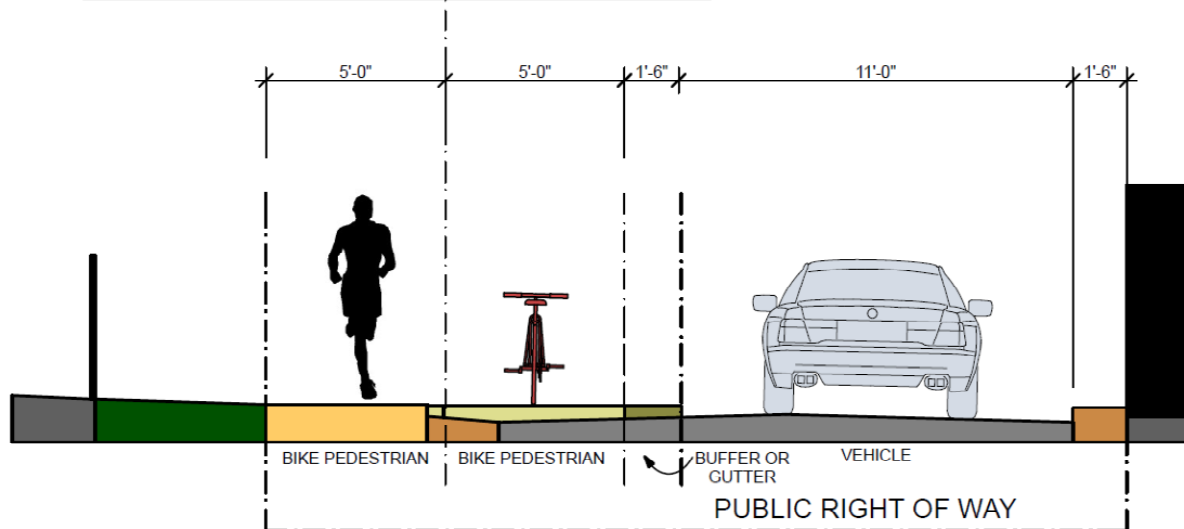 5'-0" 5'-0" 1'-6" 11'-0" 1'-6"
BIKE PEDESTRIAN BIKE PEDESTRIAN BUFFER OR VEHICLE
GUTTER
PUBLIC RIGHT OF WAY